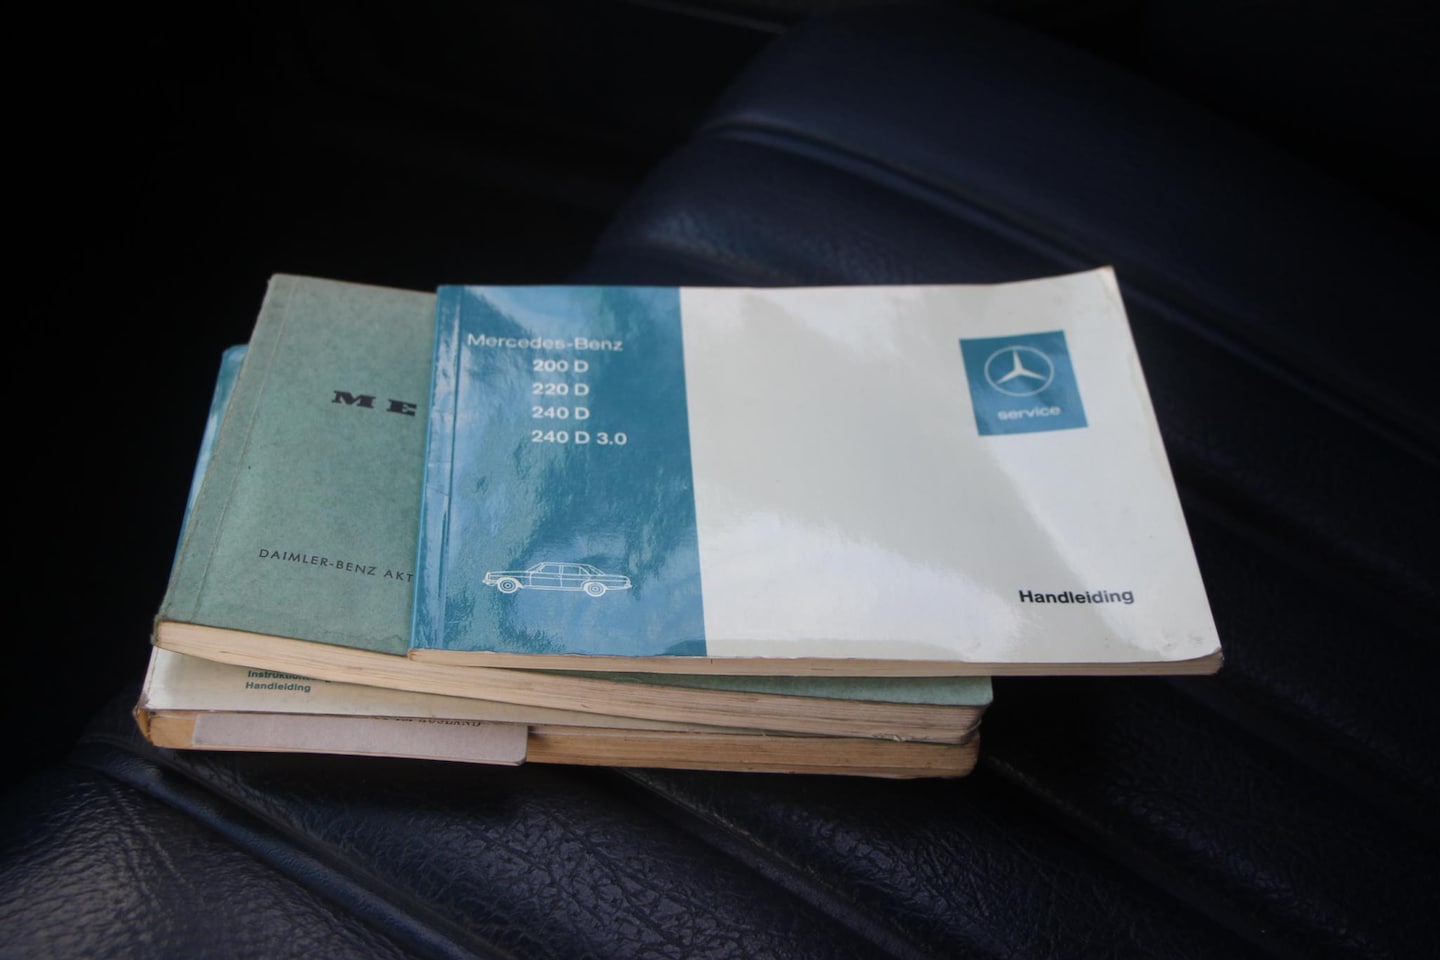 Mercedes-Benz
200 D
220 D
240 D
240 D 3.0
service
Handleiding
ME
DAIMLER-BENZ AKT
Handleiding